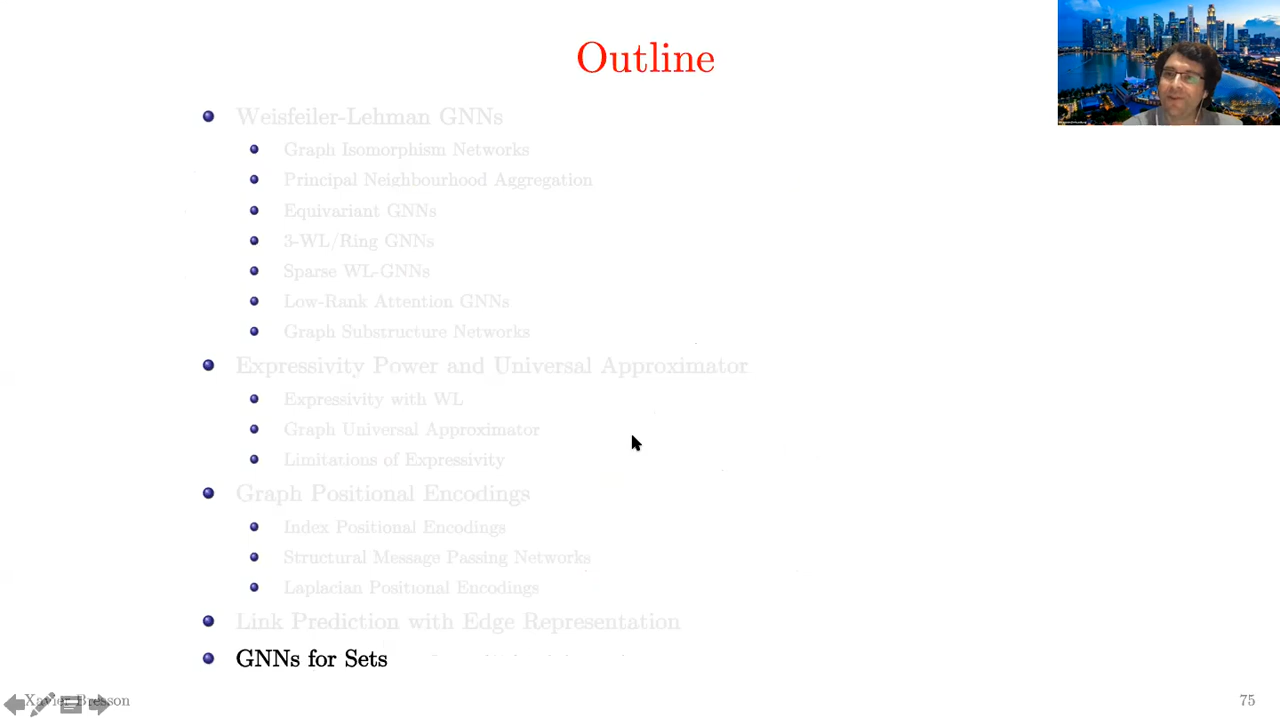 Outline
Weisfeiler-Lehman GNNs
Graph Isomorphism Networks
Principal Neighbourhood Aggregation
Equivariant GNNs
3-WL/Ring GNNs
Sparse WL-GNNs
Low-Rank Attention GNNs
Graph Substructure Networks
Expressivity Power and Universal Approximator
Expressivity with WL
Graph Universal Approximator
Limitations of Expressivity
Graph Positional Encodings
Index Positional Encodings
Structural Message Passing Networks
Laplacian Positional Encodings
Link Prediction with Edge Representation
GNNs for Sets
Xavier Bresson
75